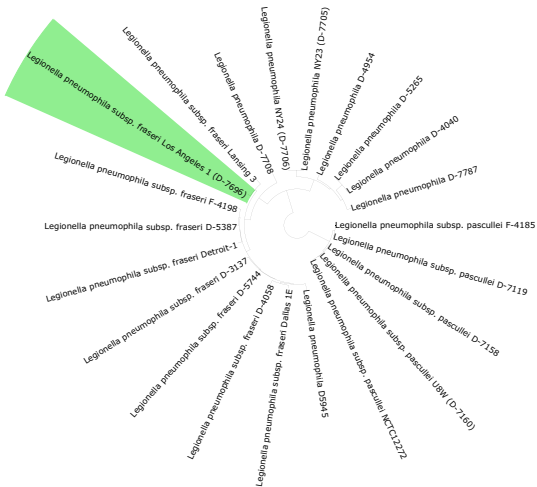 Legionella pneumophila subsp. fraseri Los Angeles 1 (D-7696)
Legionella pneumophila subsp. fraseri Lansing 3
Legionella pneumophila D-7708
Legionella pneumophila NY24 (D-7706)
Legionella pneumophila NY23 (D-7705)
Legionella pneumophila D-4954
Legionella pneumophila D-5265
Legionella pneumophila D-4040
Legionella pneumophila D-7787
Legionella pneumophila subsp. pascullei F-4185
Legionella pneumophila subsp. pascullei D-7119
Legionella pneumophila subsp. pascullei D-7158
Legionella pneumophila subsp. pascullei U8W (D-7160)
Legionella pneumophila subsp. pascullei NCTC12272
Legionella pneumophila D5945
Legionella pneumophila subsp. fraseri Dallas 1E
Legionella pneumophila subsp. fraseri D-4058
Legionella pneumophila subsp. fraseri D-5744
Legionella pneumophila subsp. fraseri D-3137
Legionella pneumophila subsp. fraseri Detroit-1
Legionella pneumophila subsp. fraseri D-5387
Legionella pneumophila subsp. fraseri F-4198